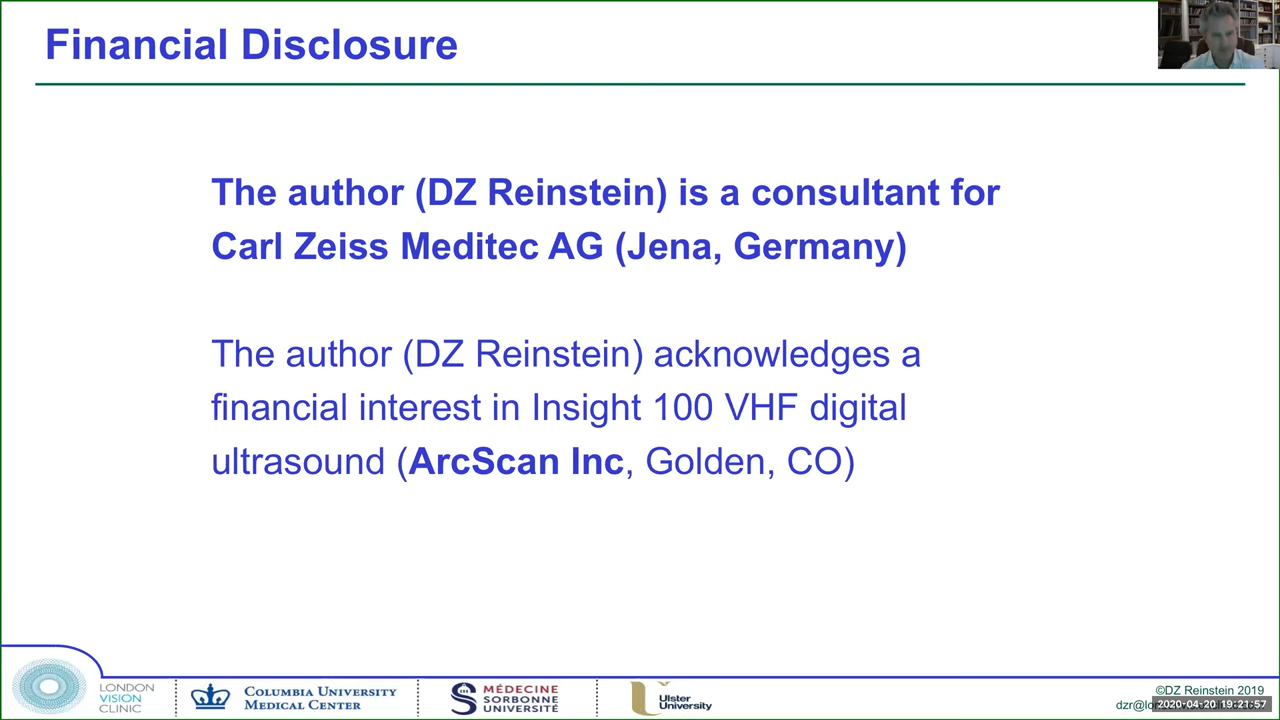 Financial Disclosure
The author (DZ Reinstein) is a consultant for
Carl Zeiss Meditec AG (Jena, Germany)
The author (DZ Reinstein) acknowledges a
financial interest in Insight 100 VHF digital
ultrasound (ArcScan Inc, Golden, CO)
LONDON
VISION
CLINIC
COLUMBIA UNIVERSITY
MEDICAL CENTER
MÉDECINE
SORBONNE
UNIVERSITÉ
Ulster
University
©DZ Reinstein 2019
2020-04-20 19:21:57